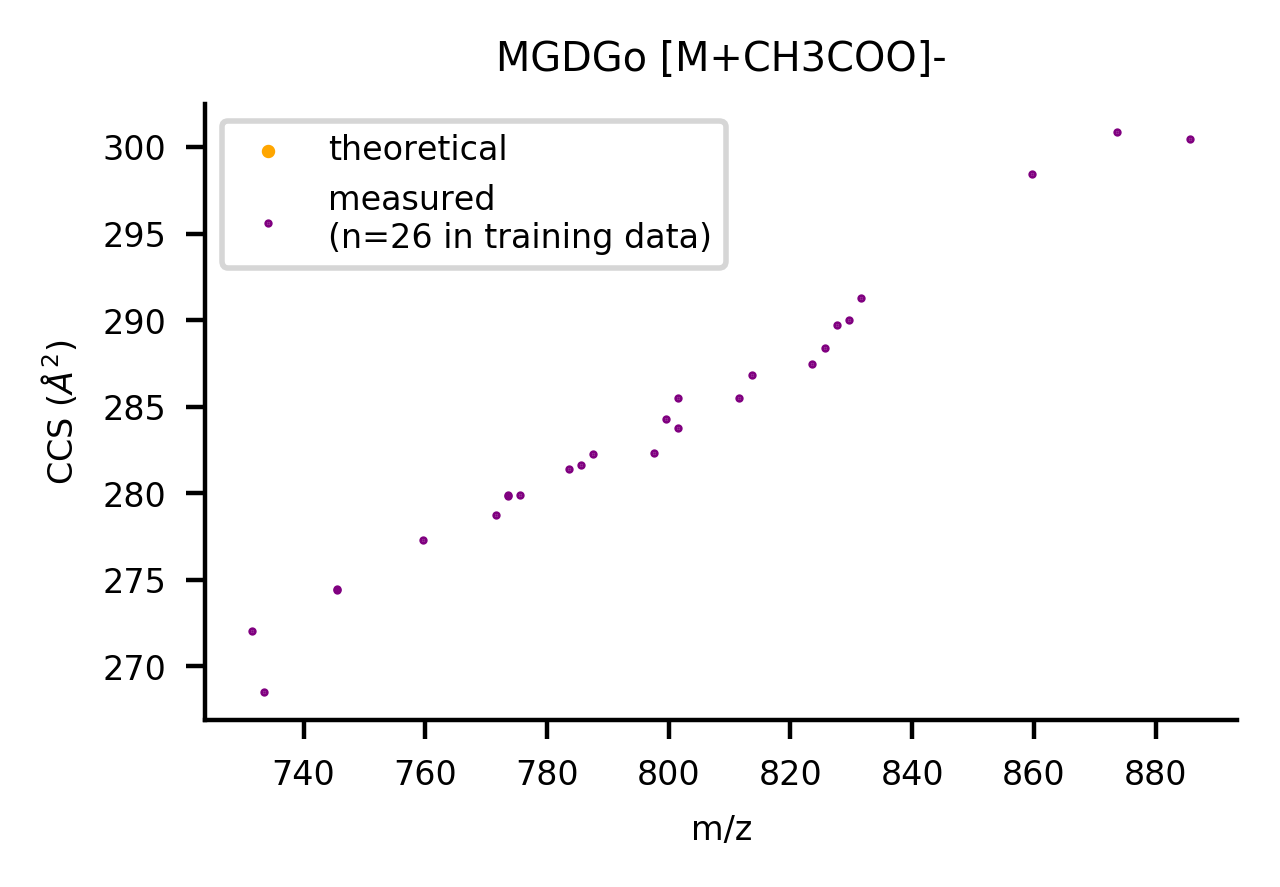 MGDGo [M+CH3COO]-
theoretical
measured
(n=26 in training data)
300
295
290
285
280
275
270
CCS (Å²)
740 760 780 800 820 840 860 880
m/z